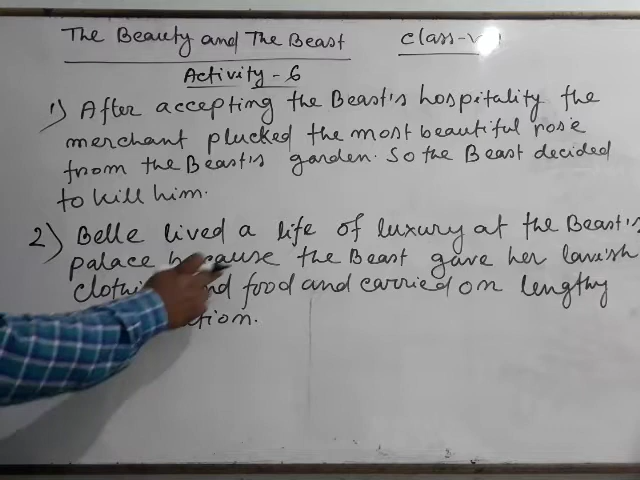 The Beauty and The Beast Class-V
Activity-6
1) After accepting the Beast's hospitality the
merchant plucked the most beautiful rose
from the Beast's garden. So the Beast decided
to kill him.
2) Belle lived a life of luxury at the Beast's
palace because the Beast gave her lavish
food and carried on lengthy